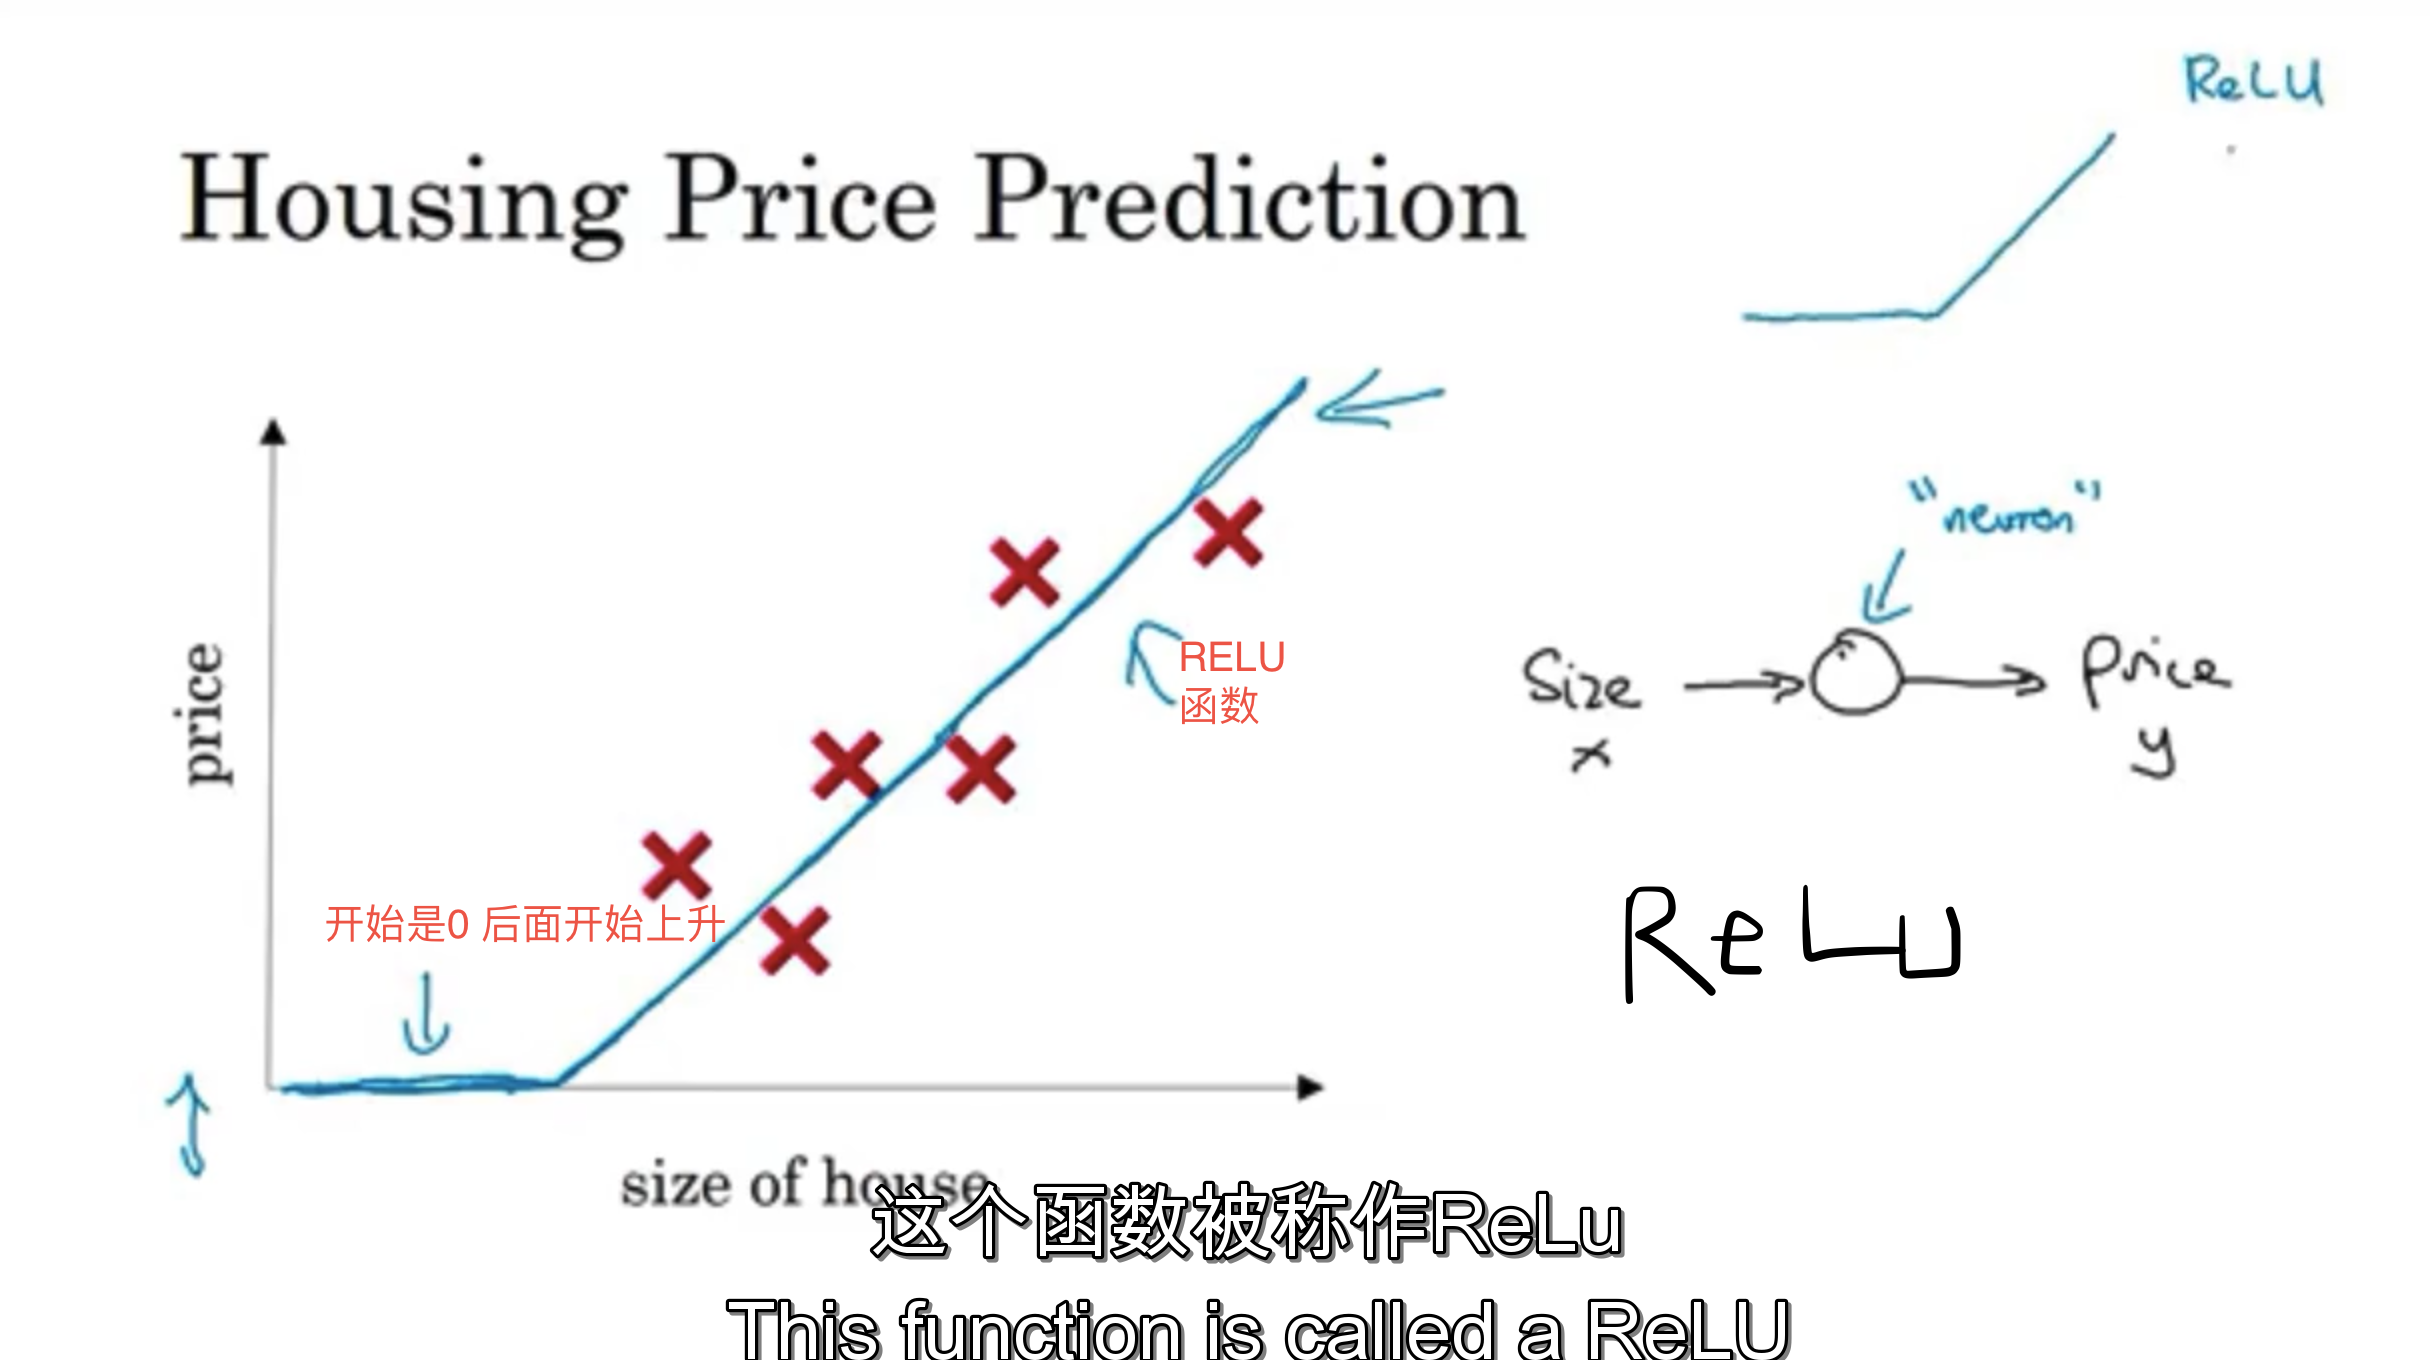 ReLU
Housing Price Prediction
"neuron"
RELU
函数
Size
Price
x
y
price
开始是0 后面开始上升
ReLu
size of house
这个函数被称作ReLu
This function is called a ReLU